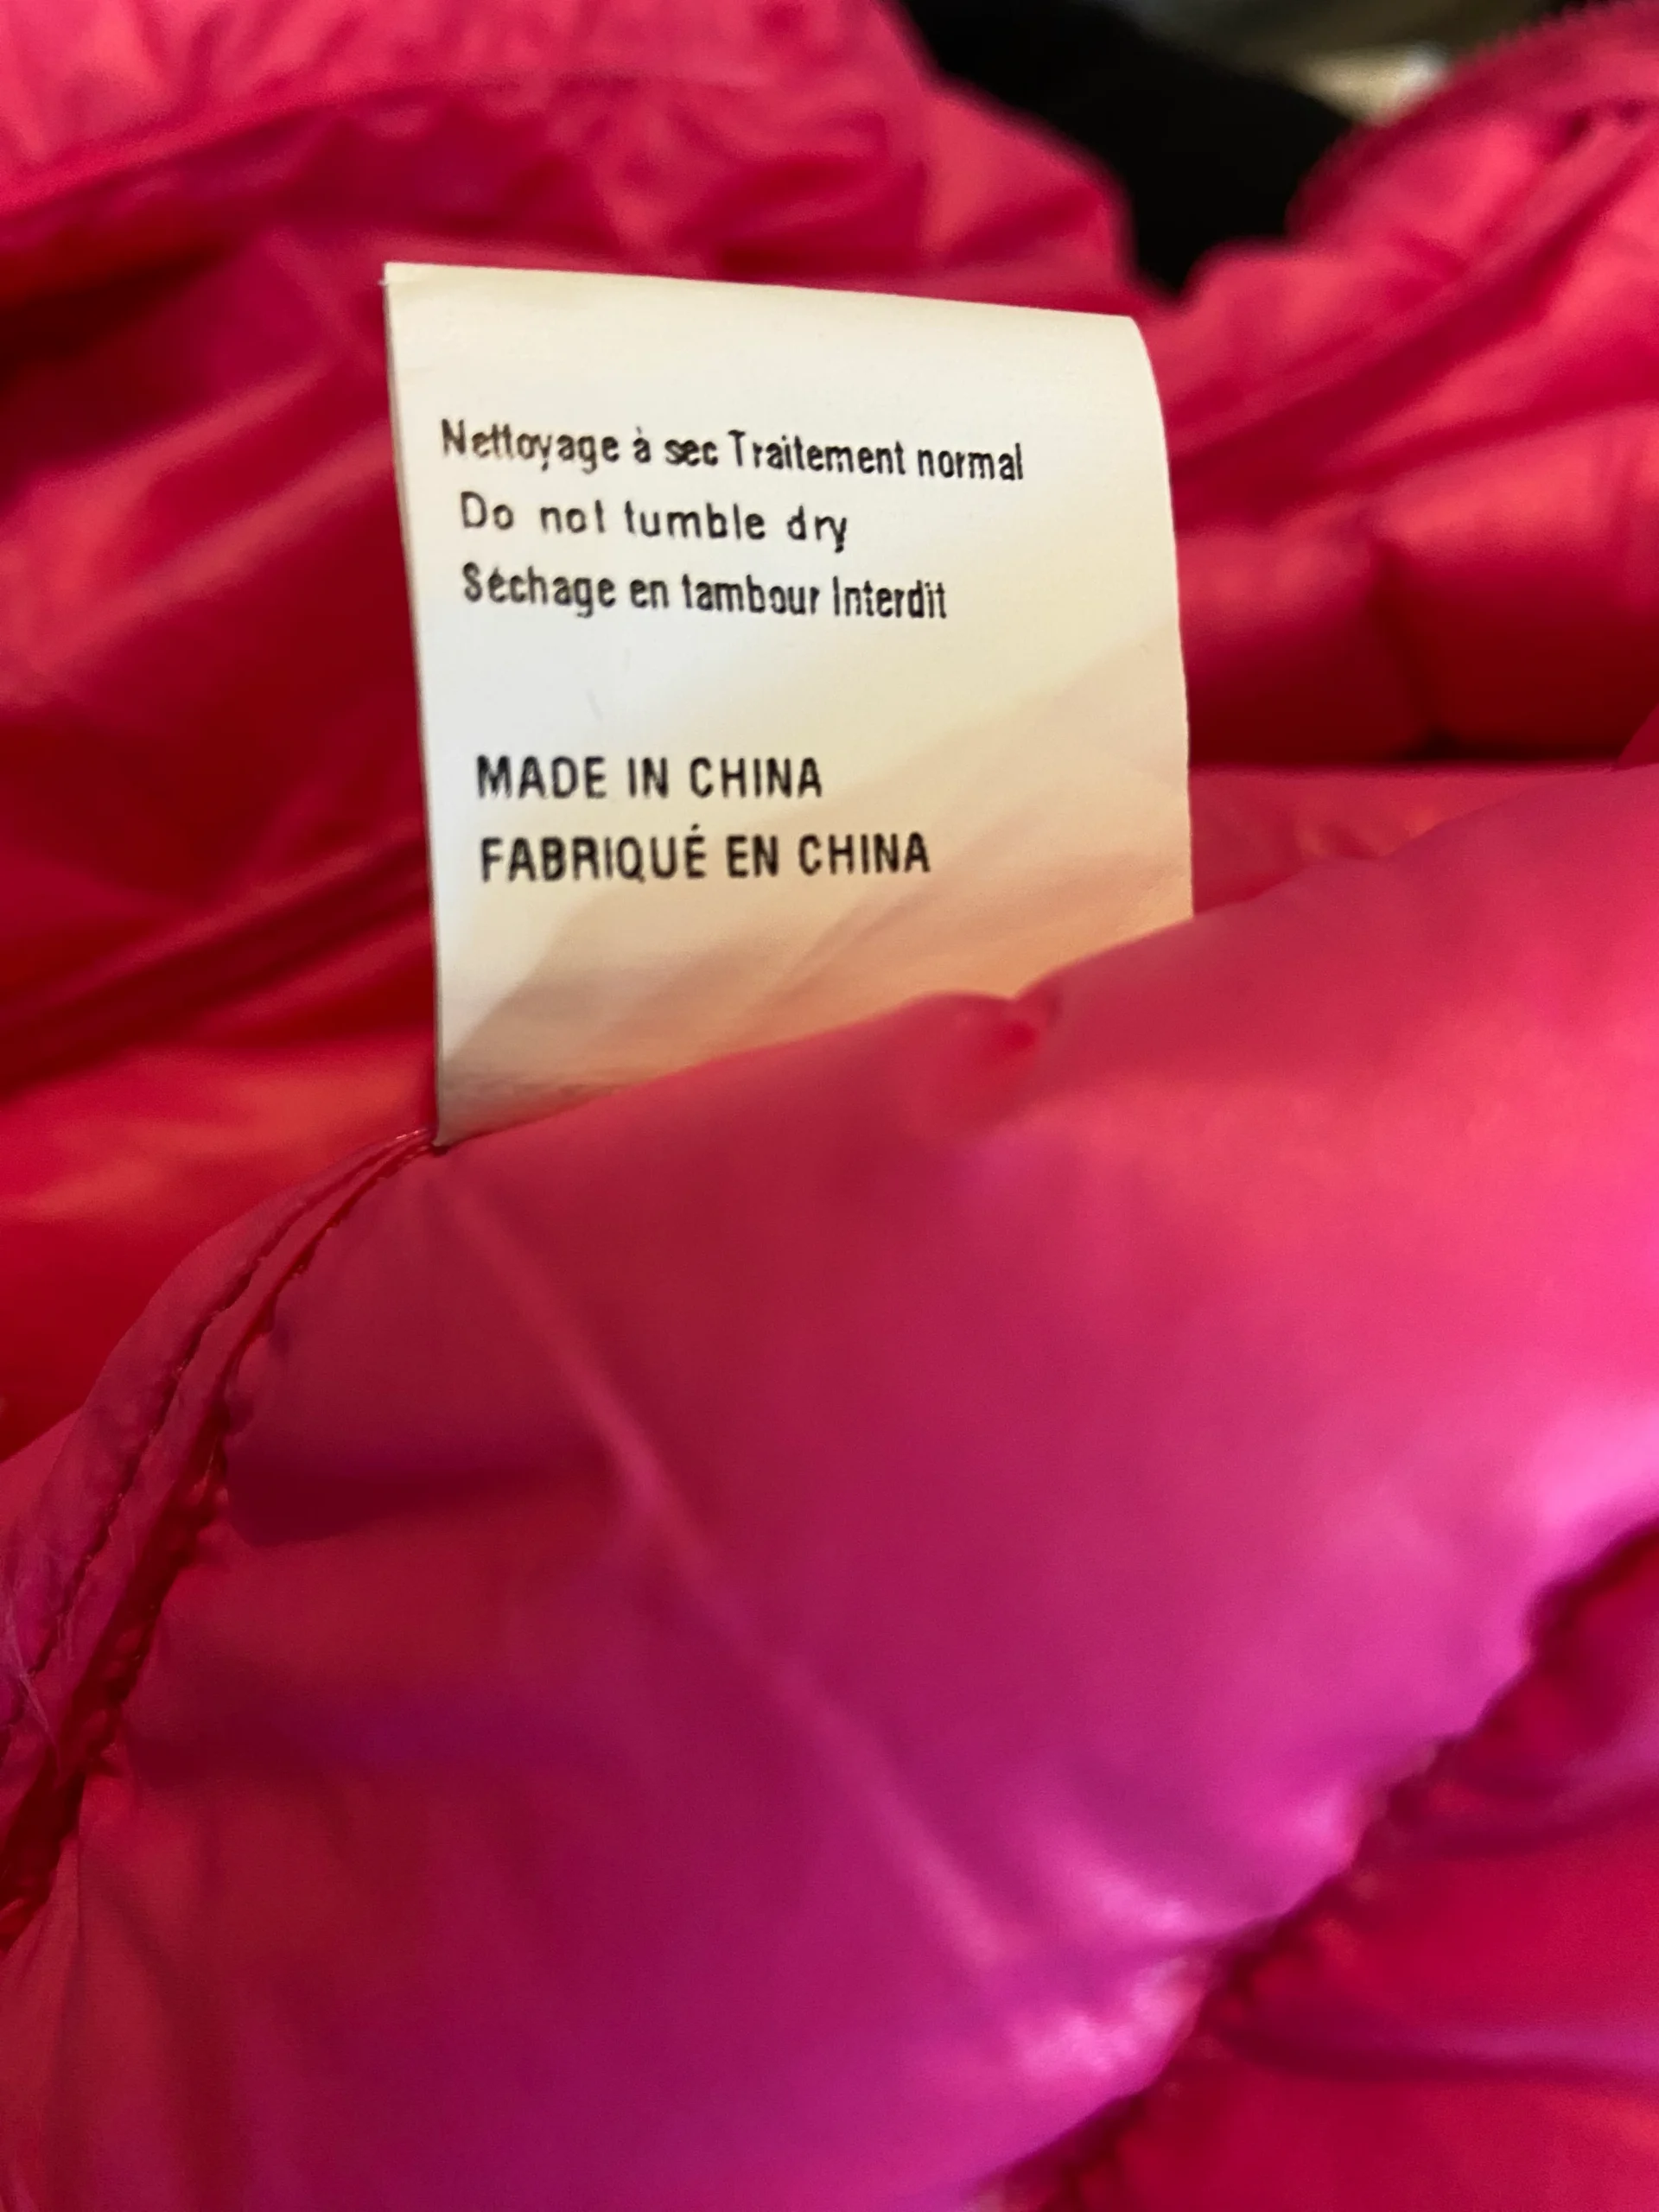 Nettoyage à sec Traitement normal
Do not tumble dry
Séchage en tambour Interdit
MADE IN CHINA
FABRIQUÉ EN CHINA